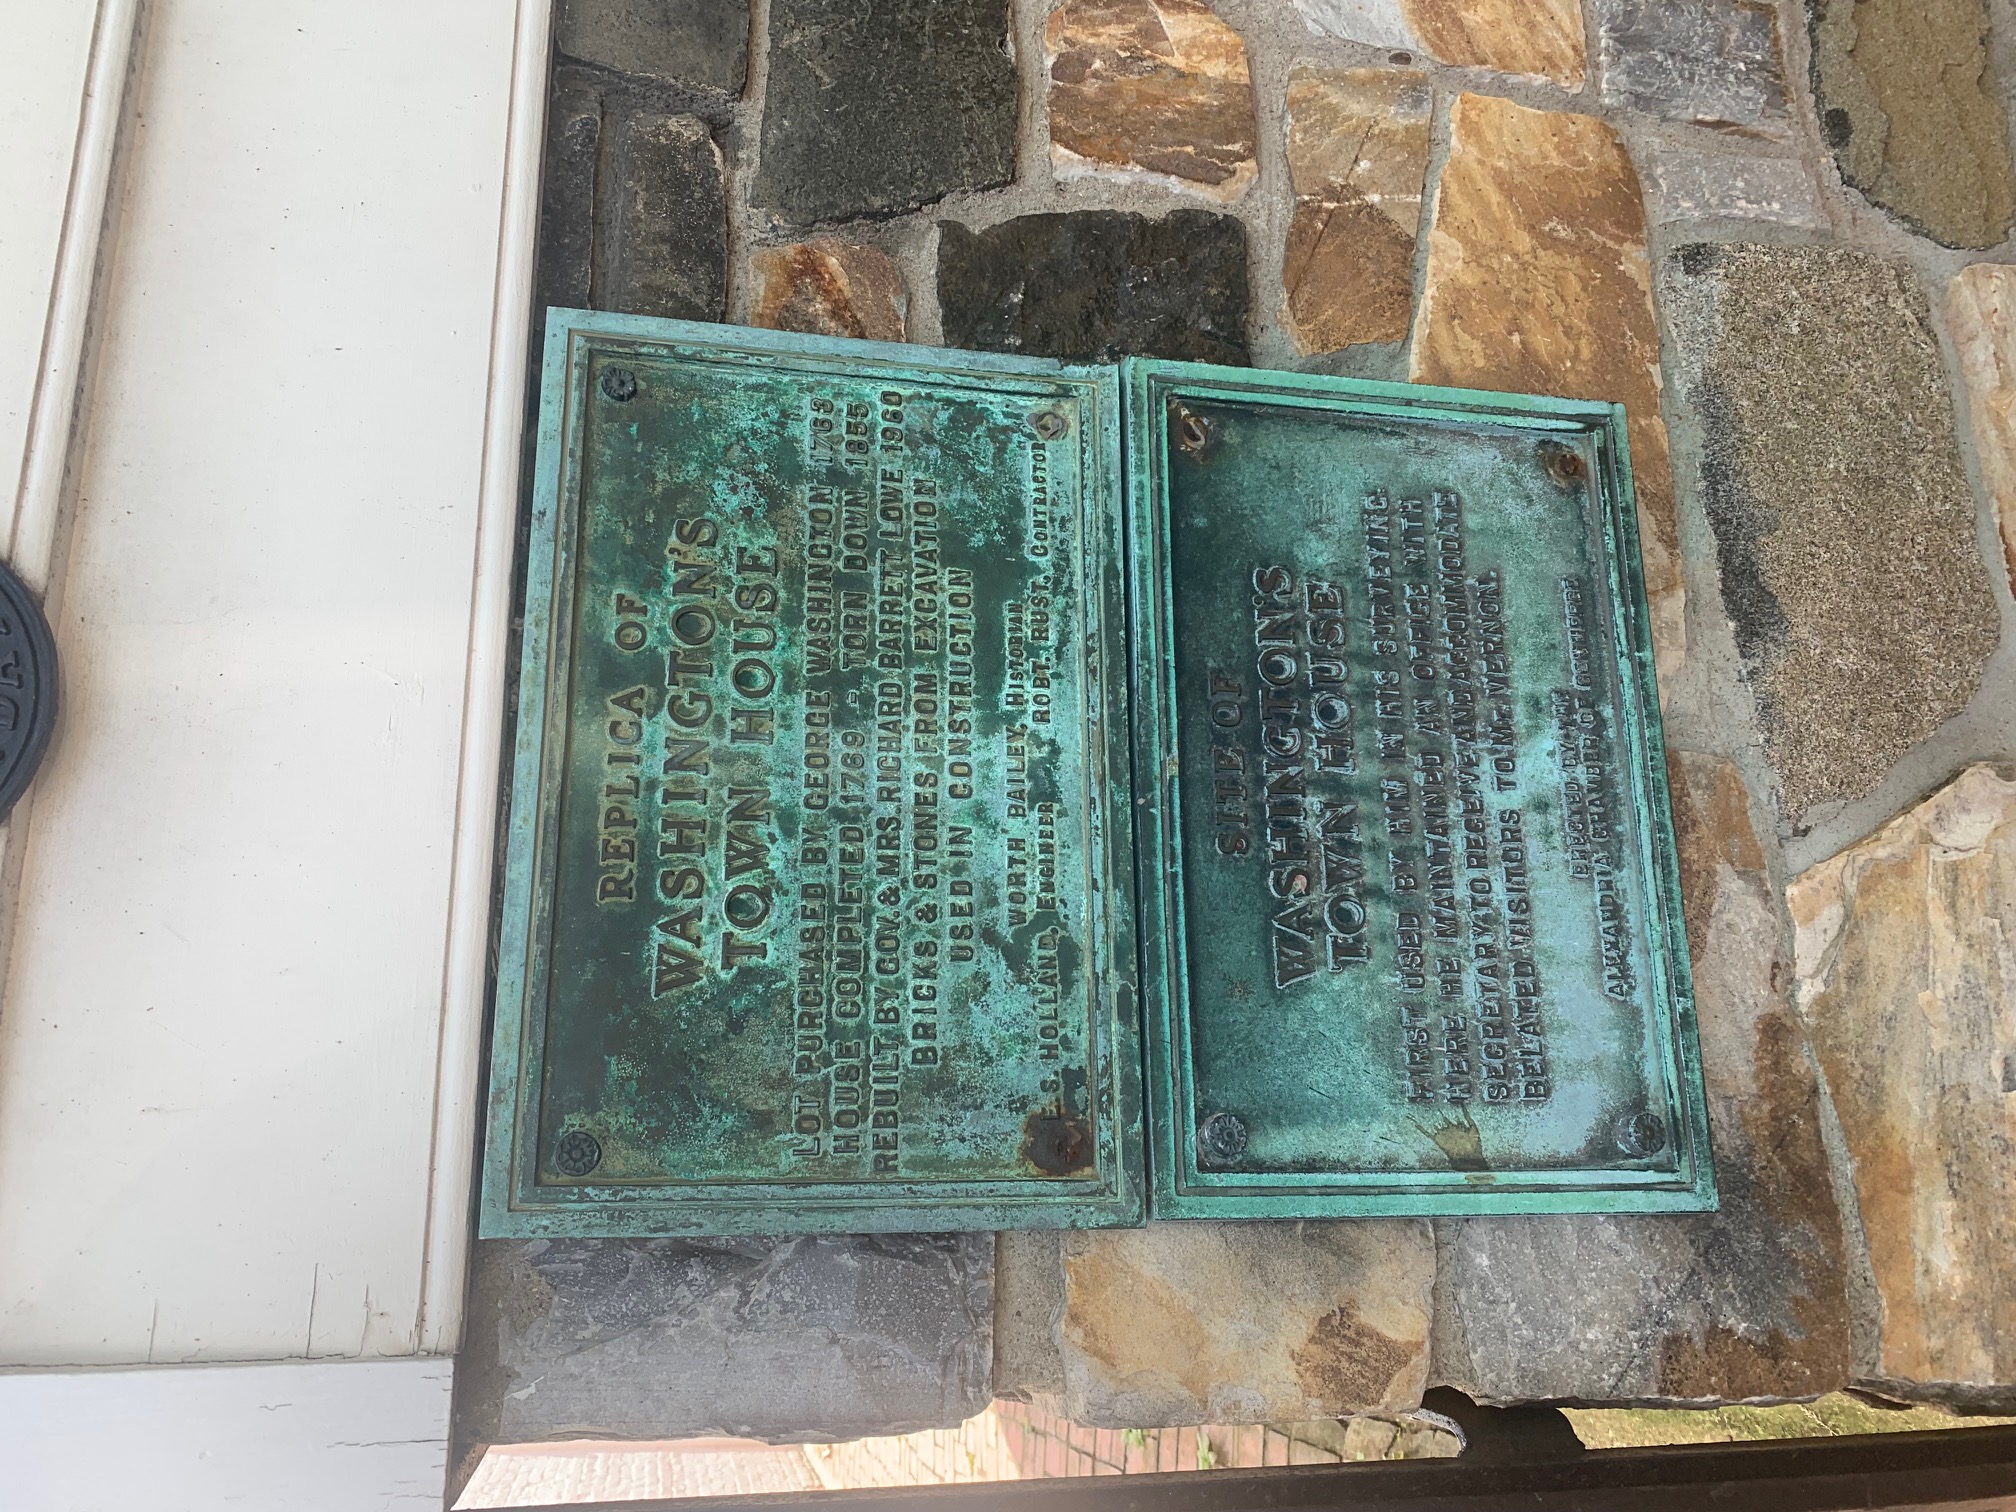 REPLICA OF
WASHINGTON'S
TOWN HOUSE
LOT PURCHASED BY GEORGE WASHINGTON 1763
HOUSE COMPLETED 1769 - TORN DOWN 1855
REBUILT BY GOV. & MRS. RICHARD BARRETT LOWE 1960
BRICKS & STONES FROM EXCAVATION
USED IN CONSTRUCTION
WORTH BAILEY, HISTORIAN
S. HOLLAND, ENGINEER ROBT. RUST, CONTRACTOR
SITE OF
WASHINGTON'S
TOWN HOUSE
FIRST USED BY HIM IN HIS SURVEYING.
HERE HE MAINTAINED AN OFFICE WITH
SECRETARY TO RECEIVE AND ACCOMMODATE
BELATED VISITORS TO MT. VERNON.
ERECTED BY THE
ALEXANDRIA CHAMBER OF COMMERCE